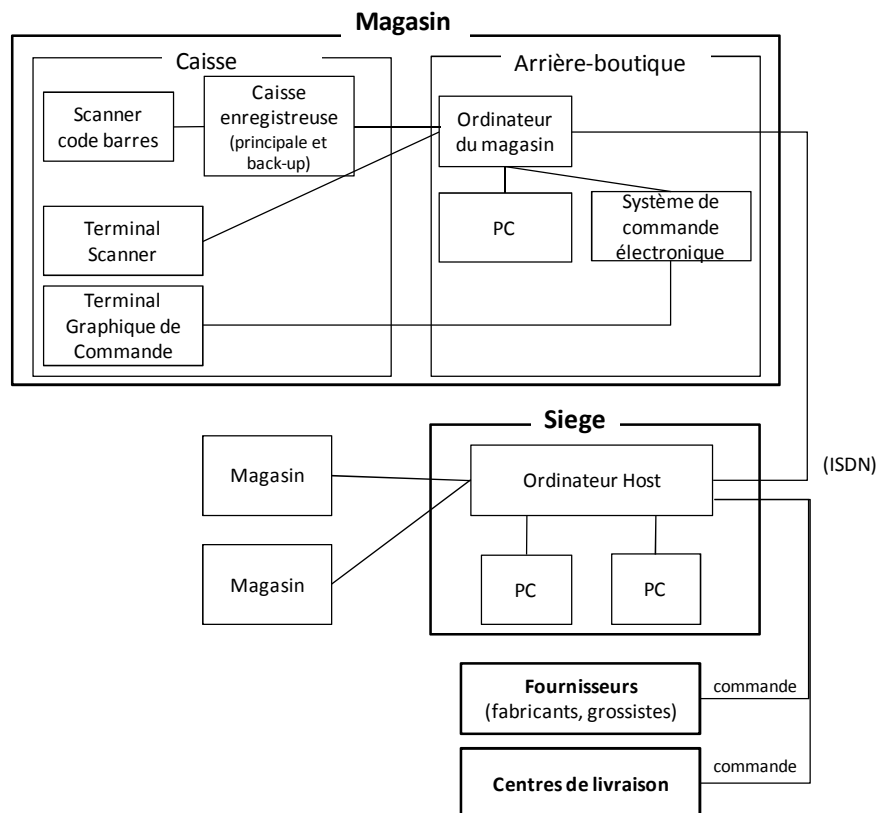 Magasin
Caisse
Arrière-boutique
Scanner
code barres
Caisse
enregistreuse
(principale et
back-up)
Ordinateur
du magasin
Terminal
Scanner
PC
Système de
commande
électronique
Terminal
Graphique de
Commande
Siege
Magasin
Ordinateur Host
(ISDN)
Magasin
PC
PC
Fournisseurs
(fabricants, grossistes)
commande
Centres de livraison
commande